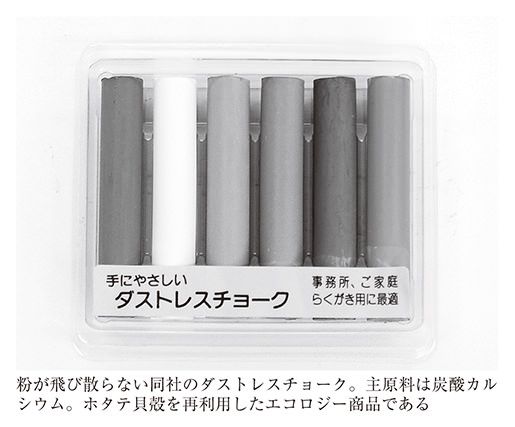 手にやさしい
ダストレスチョーク
事務所、ご家庭
らくがき用に最適
粉が飛び散らない同社のダストレスチョーク。主原料は炭酸カル
シウム。ホタテ貝殻を再利用したエコロジー商品である